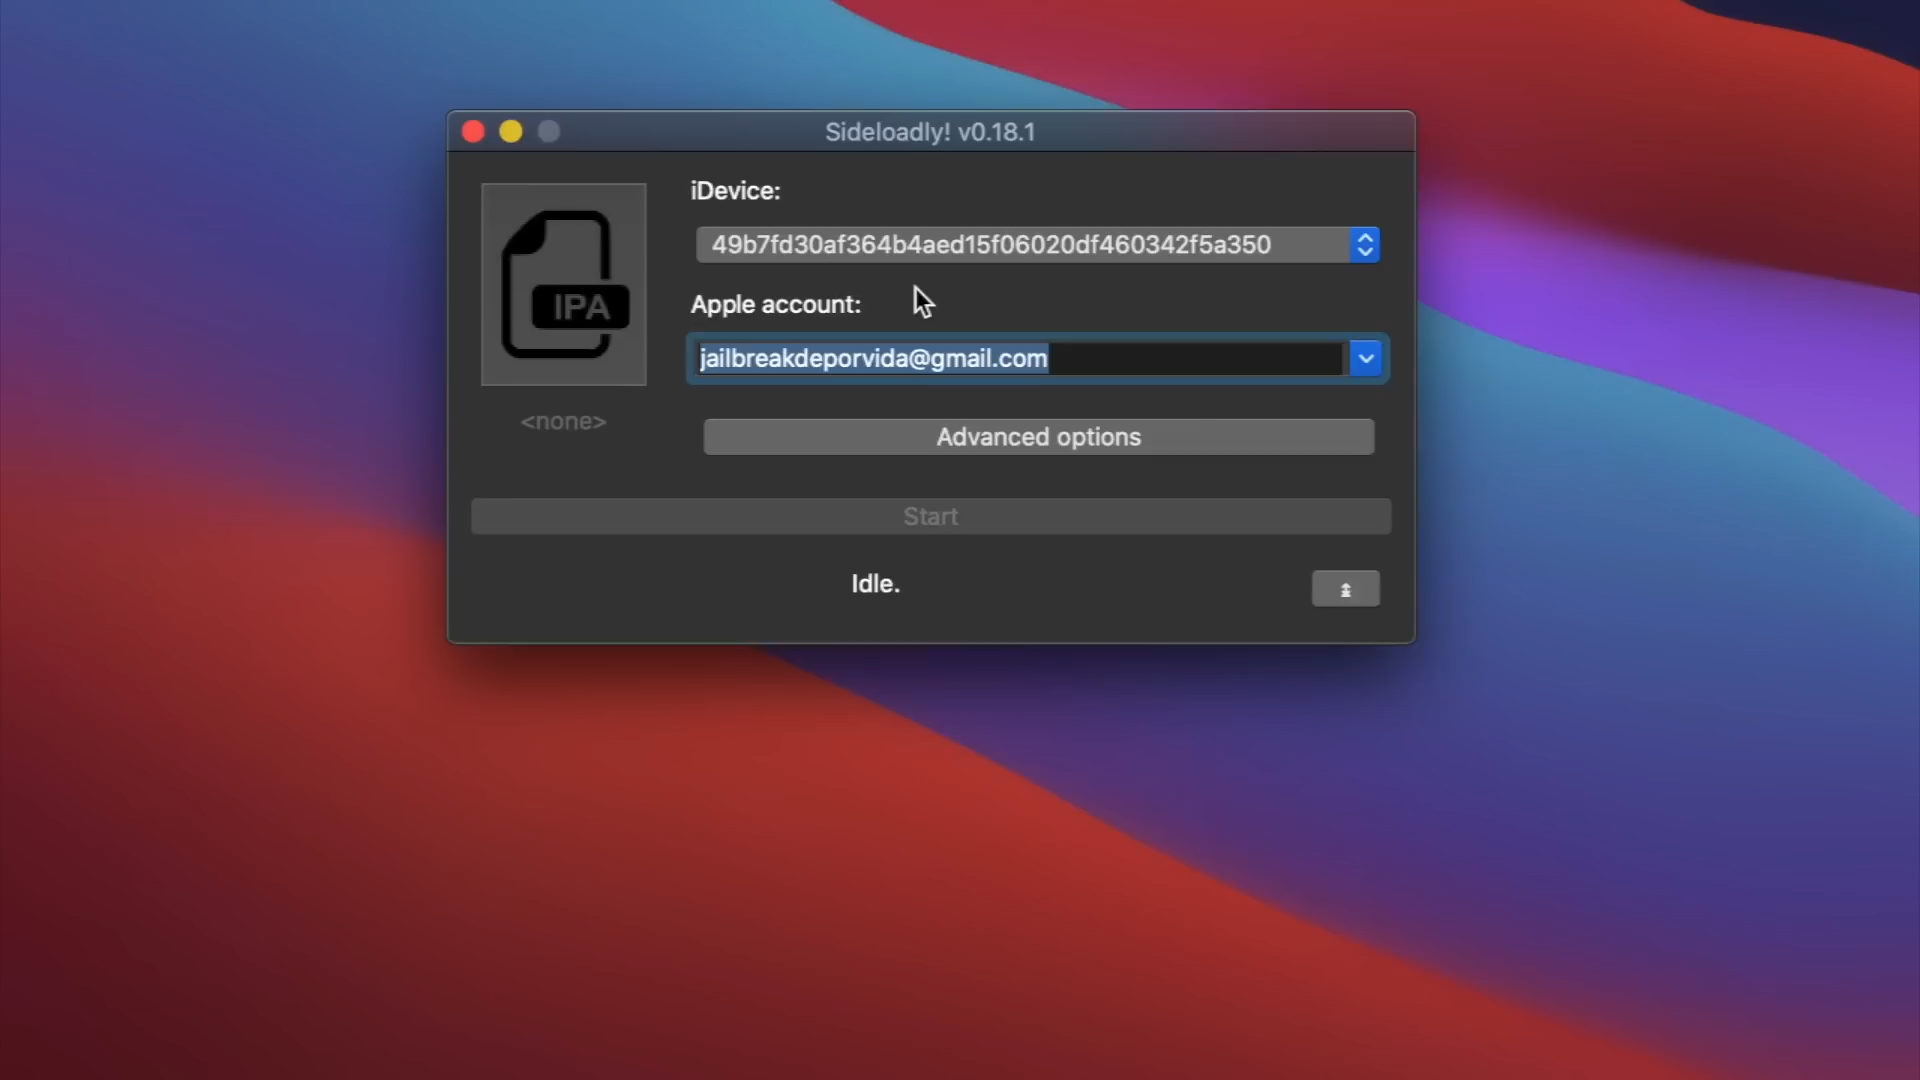 Sideloadly! v0.18.1
iDevice:
49b7fd30af364b4aed15f06020df460342f5a350
IPA
Apple account:
jailbreakdeporvida@gmail.com
<none>
Advanced options
Start
Idle.